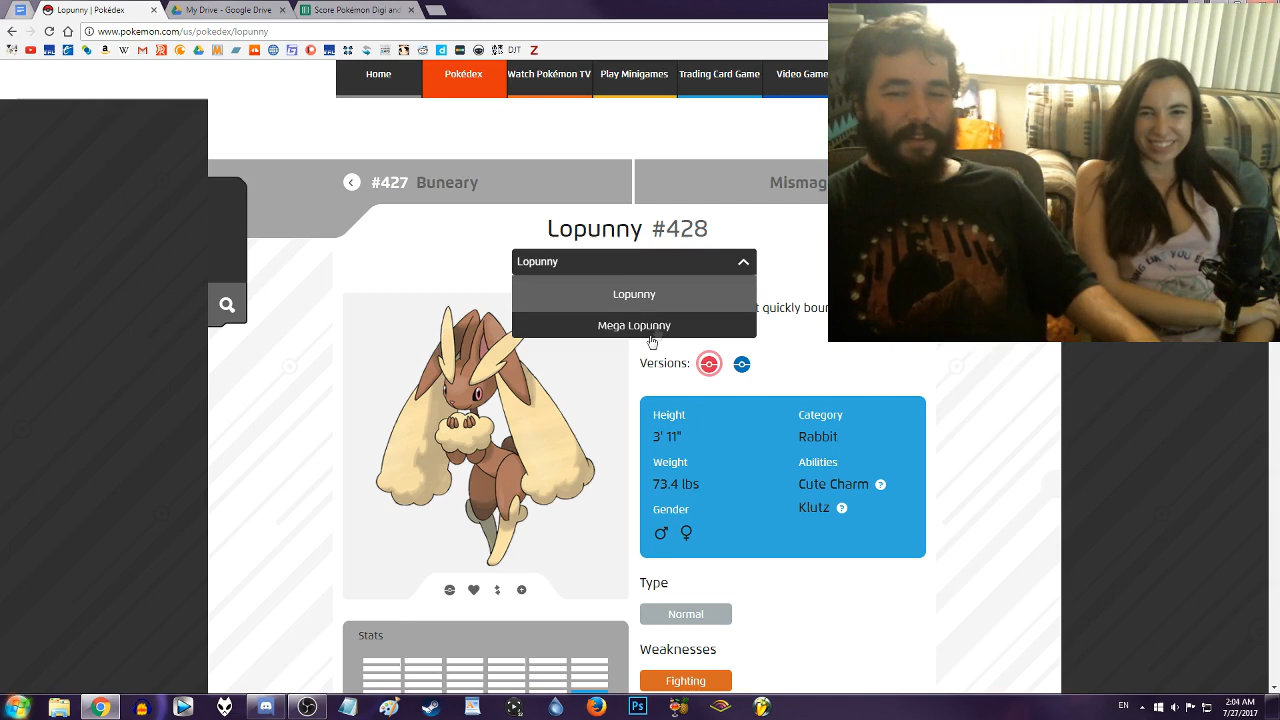 Lopunny | Pokédex
My Drive - Google Drive
Score Pokémon Digi and
www.pokemon.com/us/pokedex/lopunny
DJT
Home
Pokédex
Watch Pokémon TV
Play Minigames
Trading Card Game
Video Game
#427 Buneary
Mismag
Lopunny #428
Lopunny
Lopunny
Mega Lopunny
t quickly boun
Versions:
Height
3' 11"
Category
Rabbit
Weight
73.4 lbs
Abilities
Cute Charm ?
Klutz ?
Gender
Type
Normal
Weaknesses
Fighting
Stats
EN
2:04 AM
7/27/2017